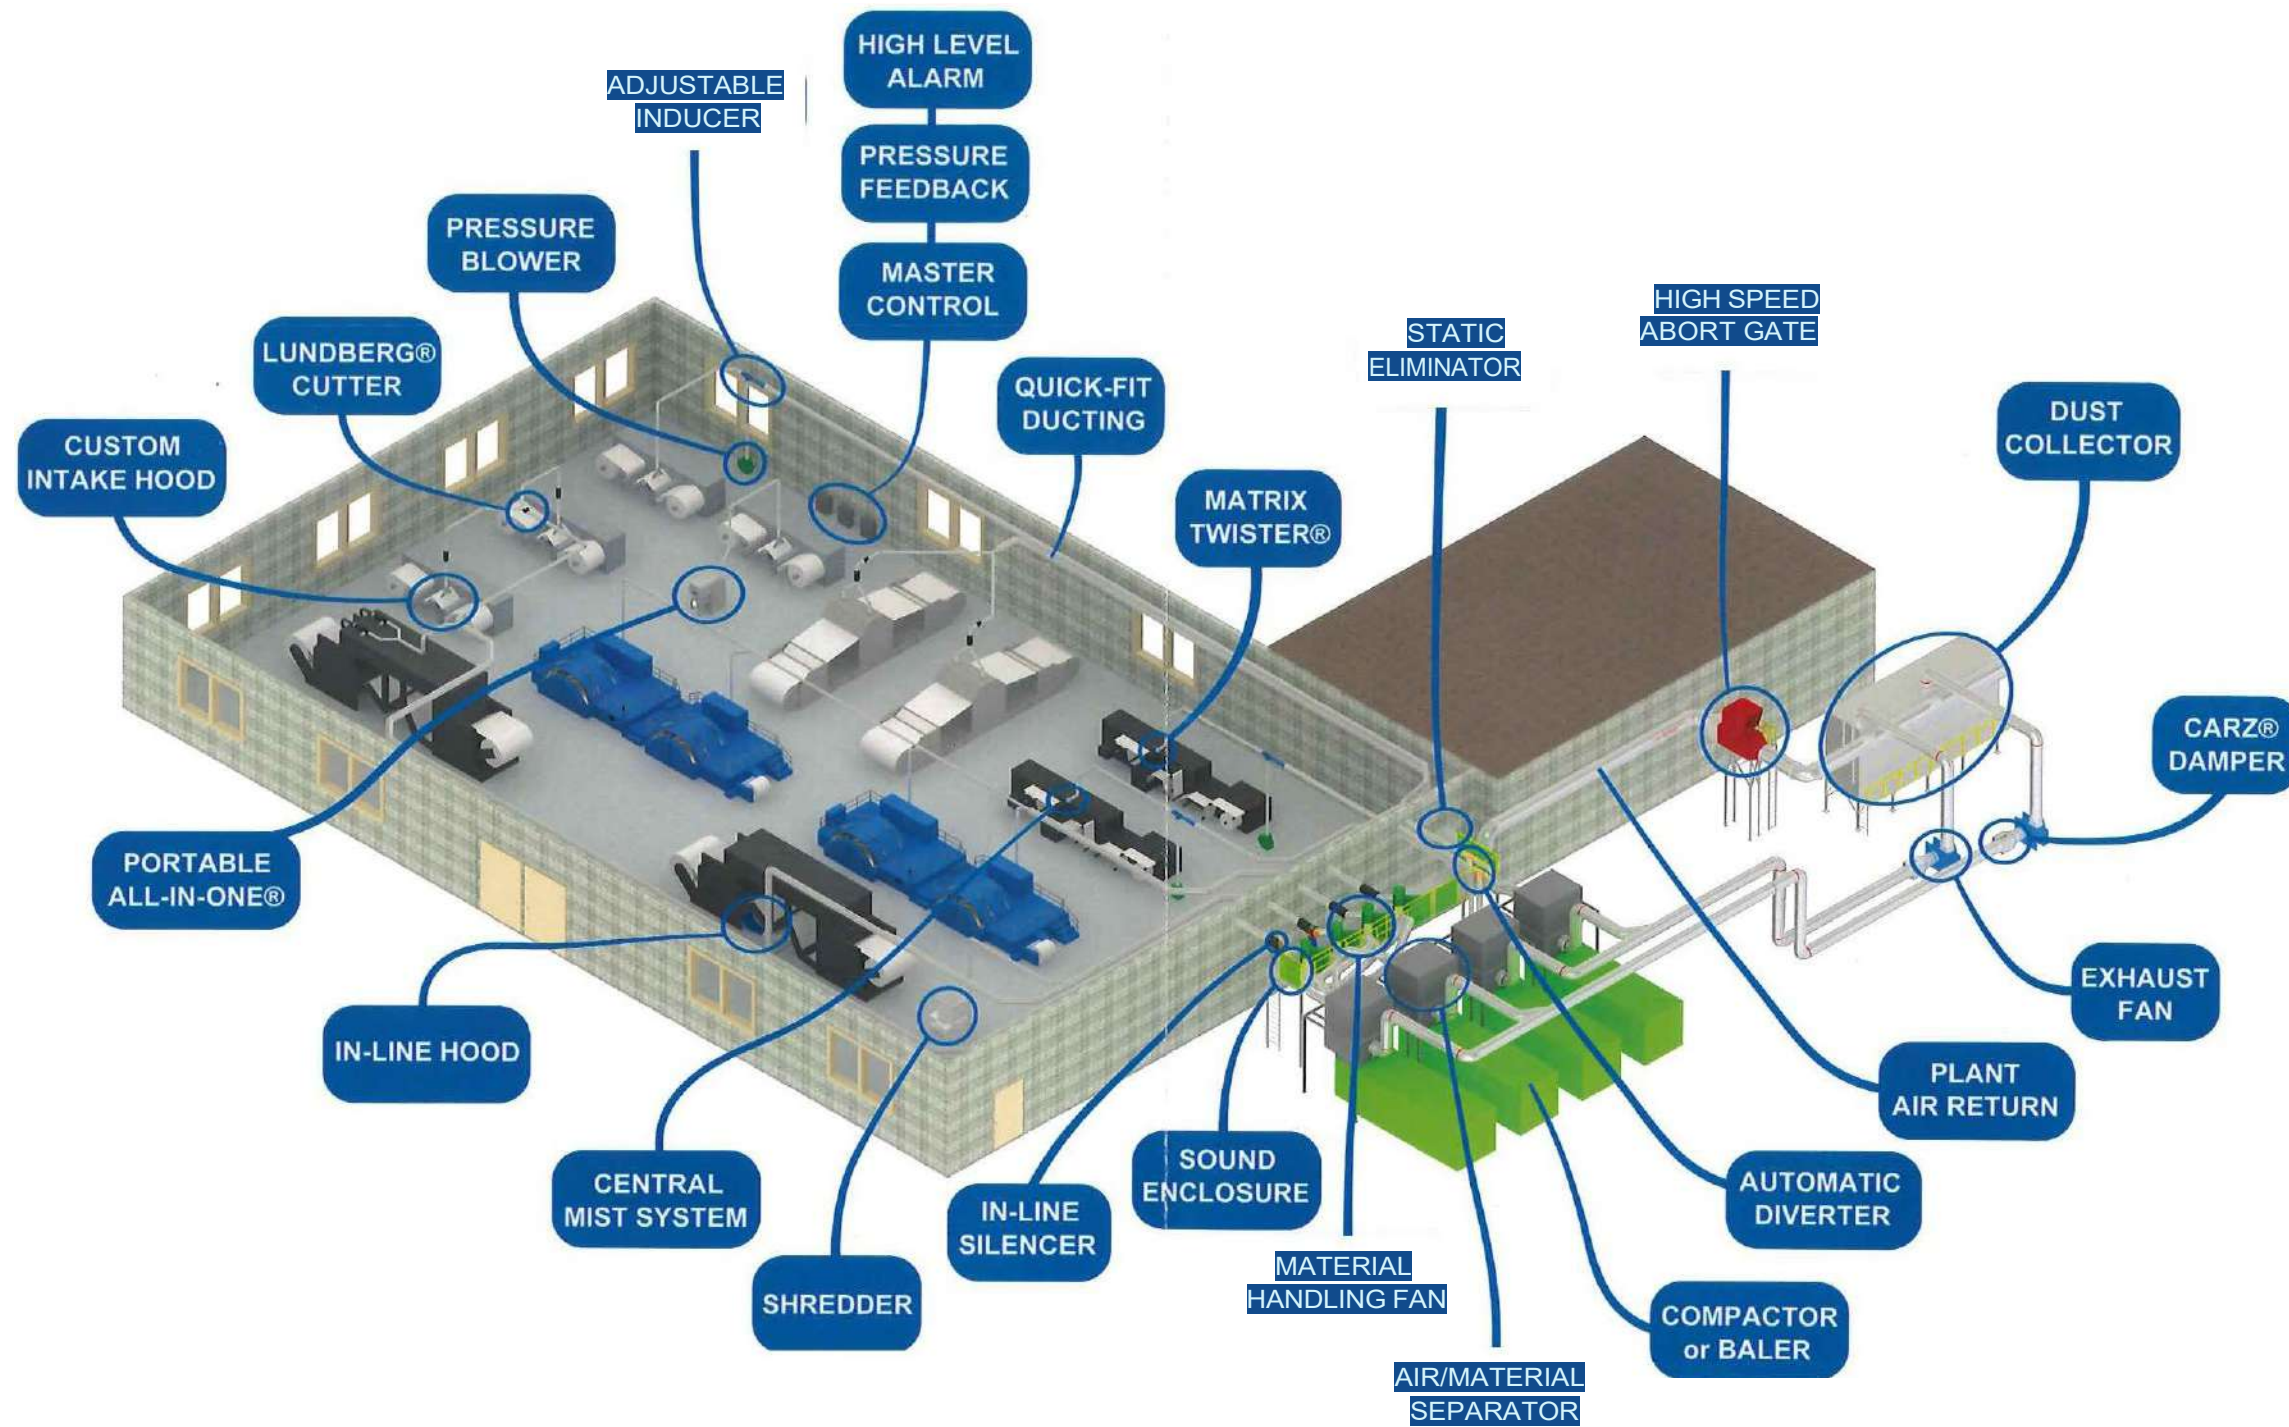 HIGH LEVEL
ALARM
ADJUSTABLE
INDUCER
PRESSURE
FEEDBACK
PRESSURE
BLOWER
MASTER
CONTROL
HIGH SPEED
ABORT GATE
STATIC
ELIMINATOR
LUNDBERG®
CUTTER
QUICK-FIT
DUCTING
DUST
COLLECTOR
CUSTOM
INTAKE HOOD
MATRIX
TWISTER®
CARZ®
DAMPER
PORTABLE
ALL-IN-ONE®
EXHAUST
FAN
IN-LINE HOOD
PLANT
AIR RETURN
SOUND
ENCLOSURE
AUTOMATIC
DIVERTER
CENTRAL
MIST SYSTEM
IN-LINE
SILENCER
MATERIAL
HANDLING FAN
SHREDDER
COMPACTOR
or BALER
AIR/MATERIAL
SEPARATOR